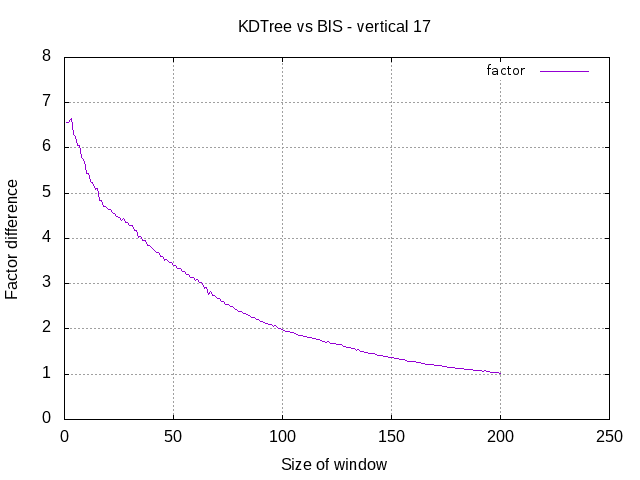 KDTree vs BIS - vertical 17
factor
8
7
6
5
4
3
2
1
0
Factor difference
0 50 100 150 200 250
Size of window